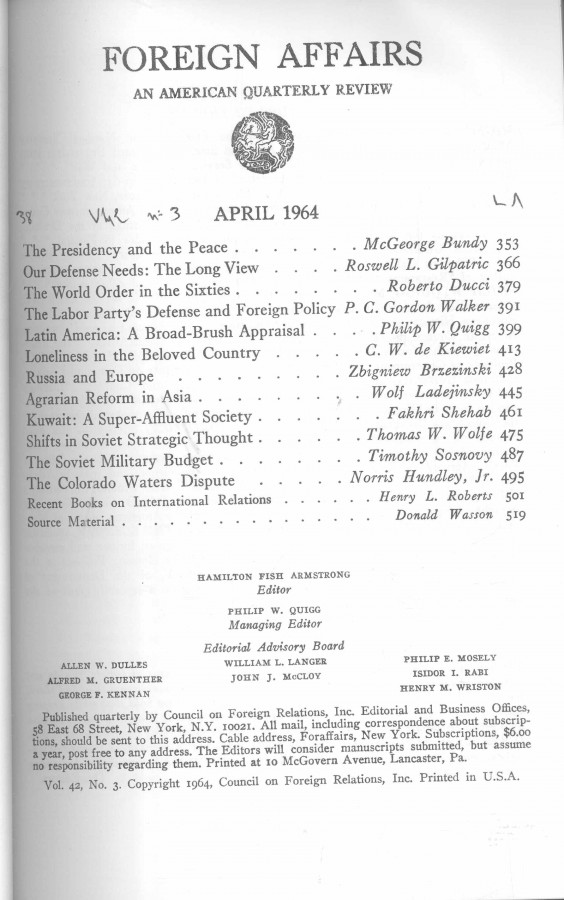 FOREIGN AFFAIRS
AN AMERICAN QUARTERLY REVIEW
38 V42 nº 3 APRIL 1964 LA
The Presidency and the Peace . . . . . . . McGeorge Bundy 353
Our Defense Needs: The Long View . . . . Roswell L. Gilpatric 366
The World Order in the Sixties . . . . . . . . Roberto Ducci 379
The Labor Party's Defense and Foreign Policy P. C. Gordon Walker 391
Latin America: A Broad-Brush Appraisal . . . . Philip W. Quigg 399
Loneliness in the Beloved Country . . . . . C. W. de Kiewiet 413
Russia and Europe . . . . . . . . . Zbigniew Brzezinski 428
Agrarian Reform in Asia . . . . . . . . . Wolf Ladejinsky 445
Kuwait: A Super-Affluent Society . . . . . . . Fakhri Shehab 461
Shifts in Soviet Strategic Thought . . . . . . Thomas W. Wolfe 475
The Soviet Military Budget . . . . . . . . Timothy Sosnovy 487
The Colorado Waters Dispute . . . . . Norris Hundley, Jr. 495
Recent Books on International Relations . . . . . . Henry L. Roberts 501
Source Material . . . . . . . . . . . . . . . . Donald Wasson 519
HAMILTON FISH ARMSTRONG
Editor
PHILIP W. QUIGG
Managing Editor
Editorial Advisory Board
ALLEN W. DULLES WILLIAM L. LANGER PHILIP E. MOSELY
ALFRED M. GRUENTHER JOHN J. McCLOY ISIDOR I. RABI
GEORGE F. KENNAN HENRY M. WRISTON
Published quarterly by Council on Foreign Relations, Inc. Editorial and Business Offices,
58 East 68 Street, New York, N.Y. 10021. All mail, including correspondence about subscrip-
tions, should be sent to this address. Cable address, Foraffairs, New York. Subscriptions, $6.00
a year, post free to any address. The Editors will consider manuscripts submitted, but assume
no responsibility regarding them. Printed at 10 McGovern Avenue, Lancaster, Pa.
Vol. 42, No. 3. Copyright 1964, Council on Foreign Relations, Inc. Printed in U.S.A.